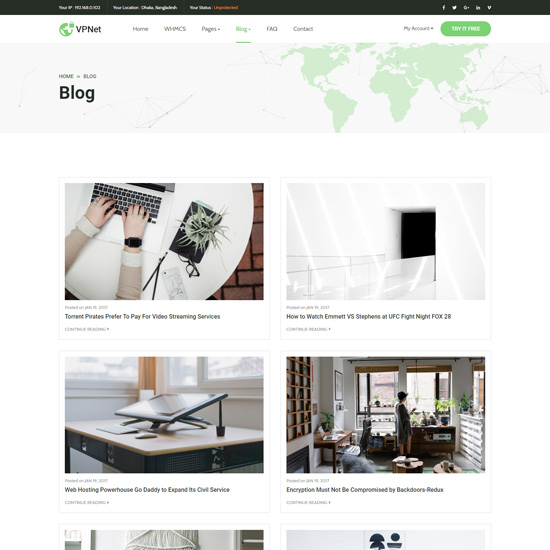 Your IP : 192.168.0.102 Your Location : Dhaka, Bangladesh Your Status : Unprotected
VPNet Home WHMCS Pages Blog FAQ Contact My Account TRY IT FREE
HOME » BLOG
Blog
Posted on JAN 19, 2017
Torrent Pirates Prefer To Pay For Video Streaming Services
CONTINUE READING
Posted on JAN 19, 2017
How to Watch Emmett VS Stephens at UFC Fight Night FOX 28
CONTINUE READING
Posted on JAN 19, 2017
Web Hosting Powerhouse Go Daddy to Expand Its Civil Service
CONTINUE READING
Posted on JAN 19, 2017
Encryption Must Not Be Compromised by Backdoors-Redux
CONTINUE READING